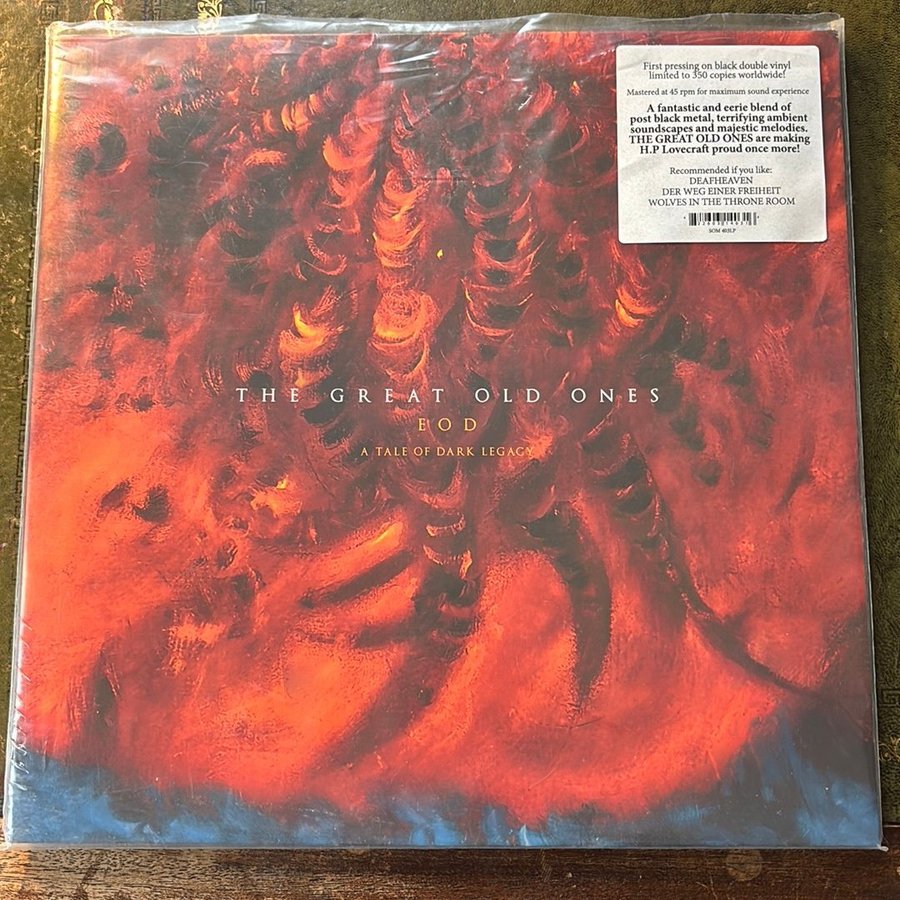 First pressing on black double vinyl
limited to 350 copies worldwide!
Mastered at 45 rpm for maximum sound experience
A fantastic and eerie blend of
post black metal, terrifying ambient
soundscapes and majestic melodies.
THE GREAT OLD ONES are making
H.P Lovecraft proud once more!
Recommended if you like:
DEAFHEAVEN
DER WEG EINER FREIHEIT
WOLVES IN THE THRONE ROOM
SOM 403LP
THE GREAT OLD ONES
EOD
A TALE OF DARK LEGACY